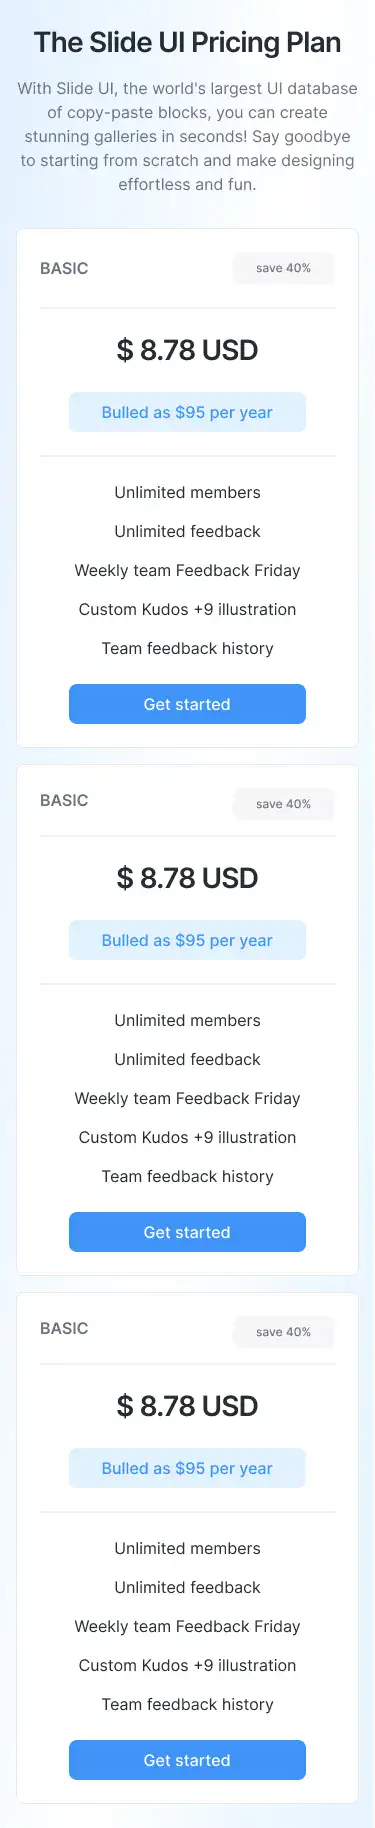 The Slide UI Pricing Plan
With Slide UI, the world's largest UI database
of copy-paste blocks, you can create
stunning galleries in seconds! Say goodbye
to starting from scratch and make designing
effortless and fun.
BASIC
save 40%
$ 8.78 USD
Bulled as $95 per year
Unlimited members
Unlimited feedback
Weekly team Feedback Friday
Custom Kudos +9 illustration
Team feedback history
Get started
BASIC
save 40%
$ 8.78 USD
Bulled as $95 per year
Unlimited members
Unlimited feedback
Weekly team Feedback Friday
Custom Kudos +9 illustration
Team feedback history
Get started
BASIC
save 40%
$ 8.78 USD
Bulled as $95 per year
Unlimited members
Unlimited feedback
Weekly team Feedback Friday
Custom Kudos +9 illustration
Team feedback history
Get started